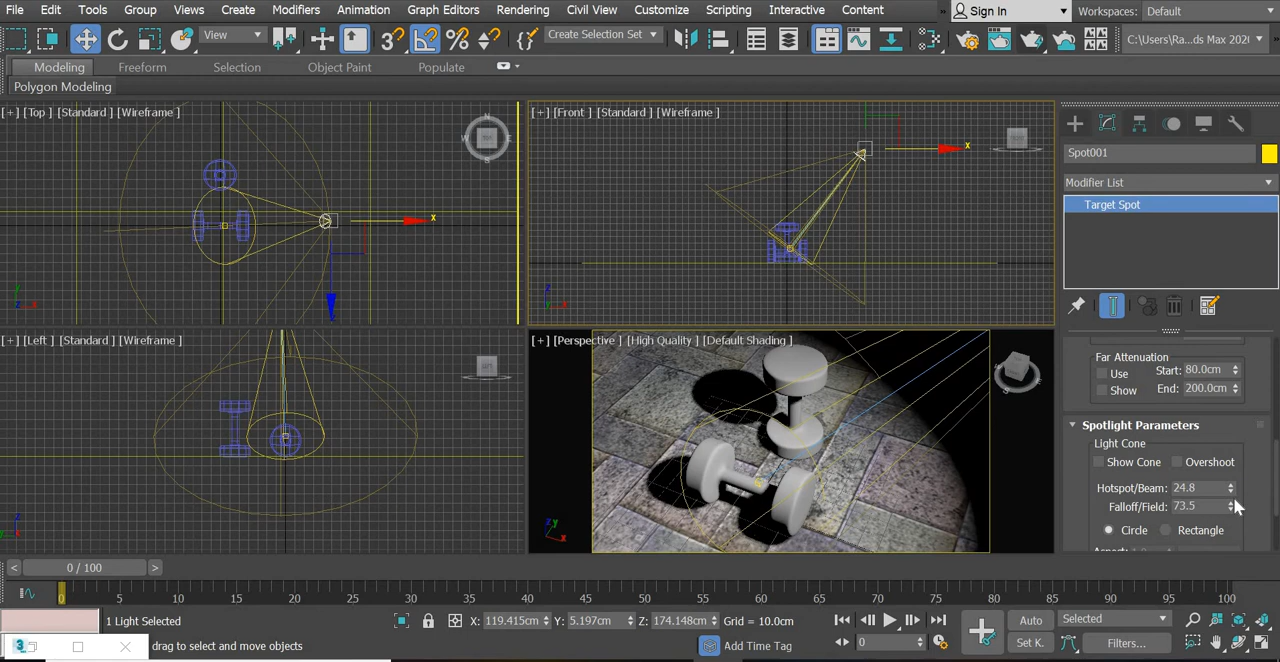 File Edit Tools Group Views Create Modifiers Animation Graph Editors Rendering Civil View Customize Scripting Interactive Content » Sign In Workspaces: Default
View Create Selection Set C:\Users\Ra...ds Max 202
Modeling Freeform Selection Object Paint Populate
Polygon Modeling
[+] [Top] [Standard] [Wireframe]
[+] [Front] [Standard] [Wireframe]
Spot001
Modifier List
Target Spot
[+] [Left] [Standard] [Wireframe]
[+] [Perspective] [High Quality] [Default Shading]
Far Attenuation
Use Start: 80.0cm
Show End: 200.0cm
Spotlight Parameters
Light Cone
Show Cone Overshoot
Hotspot/Beam: 24.8
Falloff/Field: 73.5
Circle Rectangle
< 0 / 100 >
0 5 10 15 20 25 30 35 40 45 50 55 60 65 70 75 80 85 90 95 100
1 Light Selected X: 119.415cm Y: 5.197cm Z: 174.148cm Grid = 10.0cm Auto Selected
drag to select and move objects Add Time Tag 0 Set K. Filters...